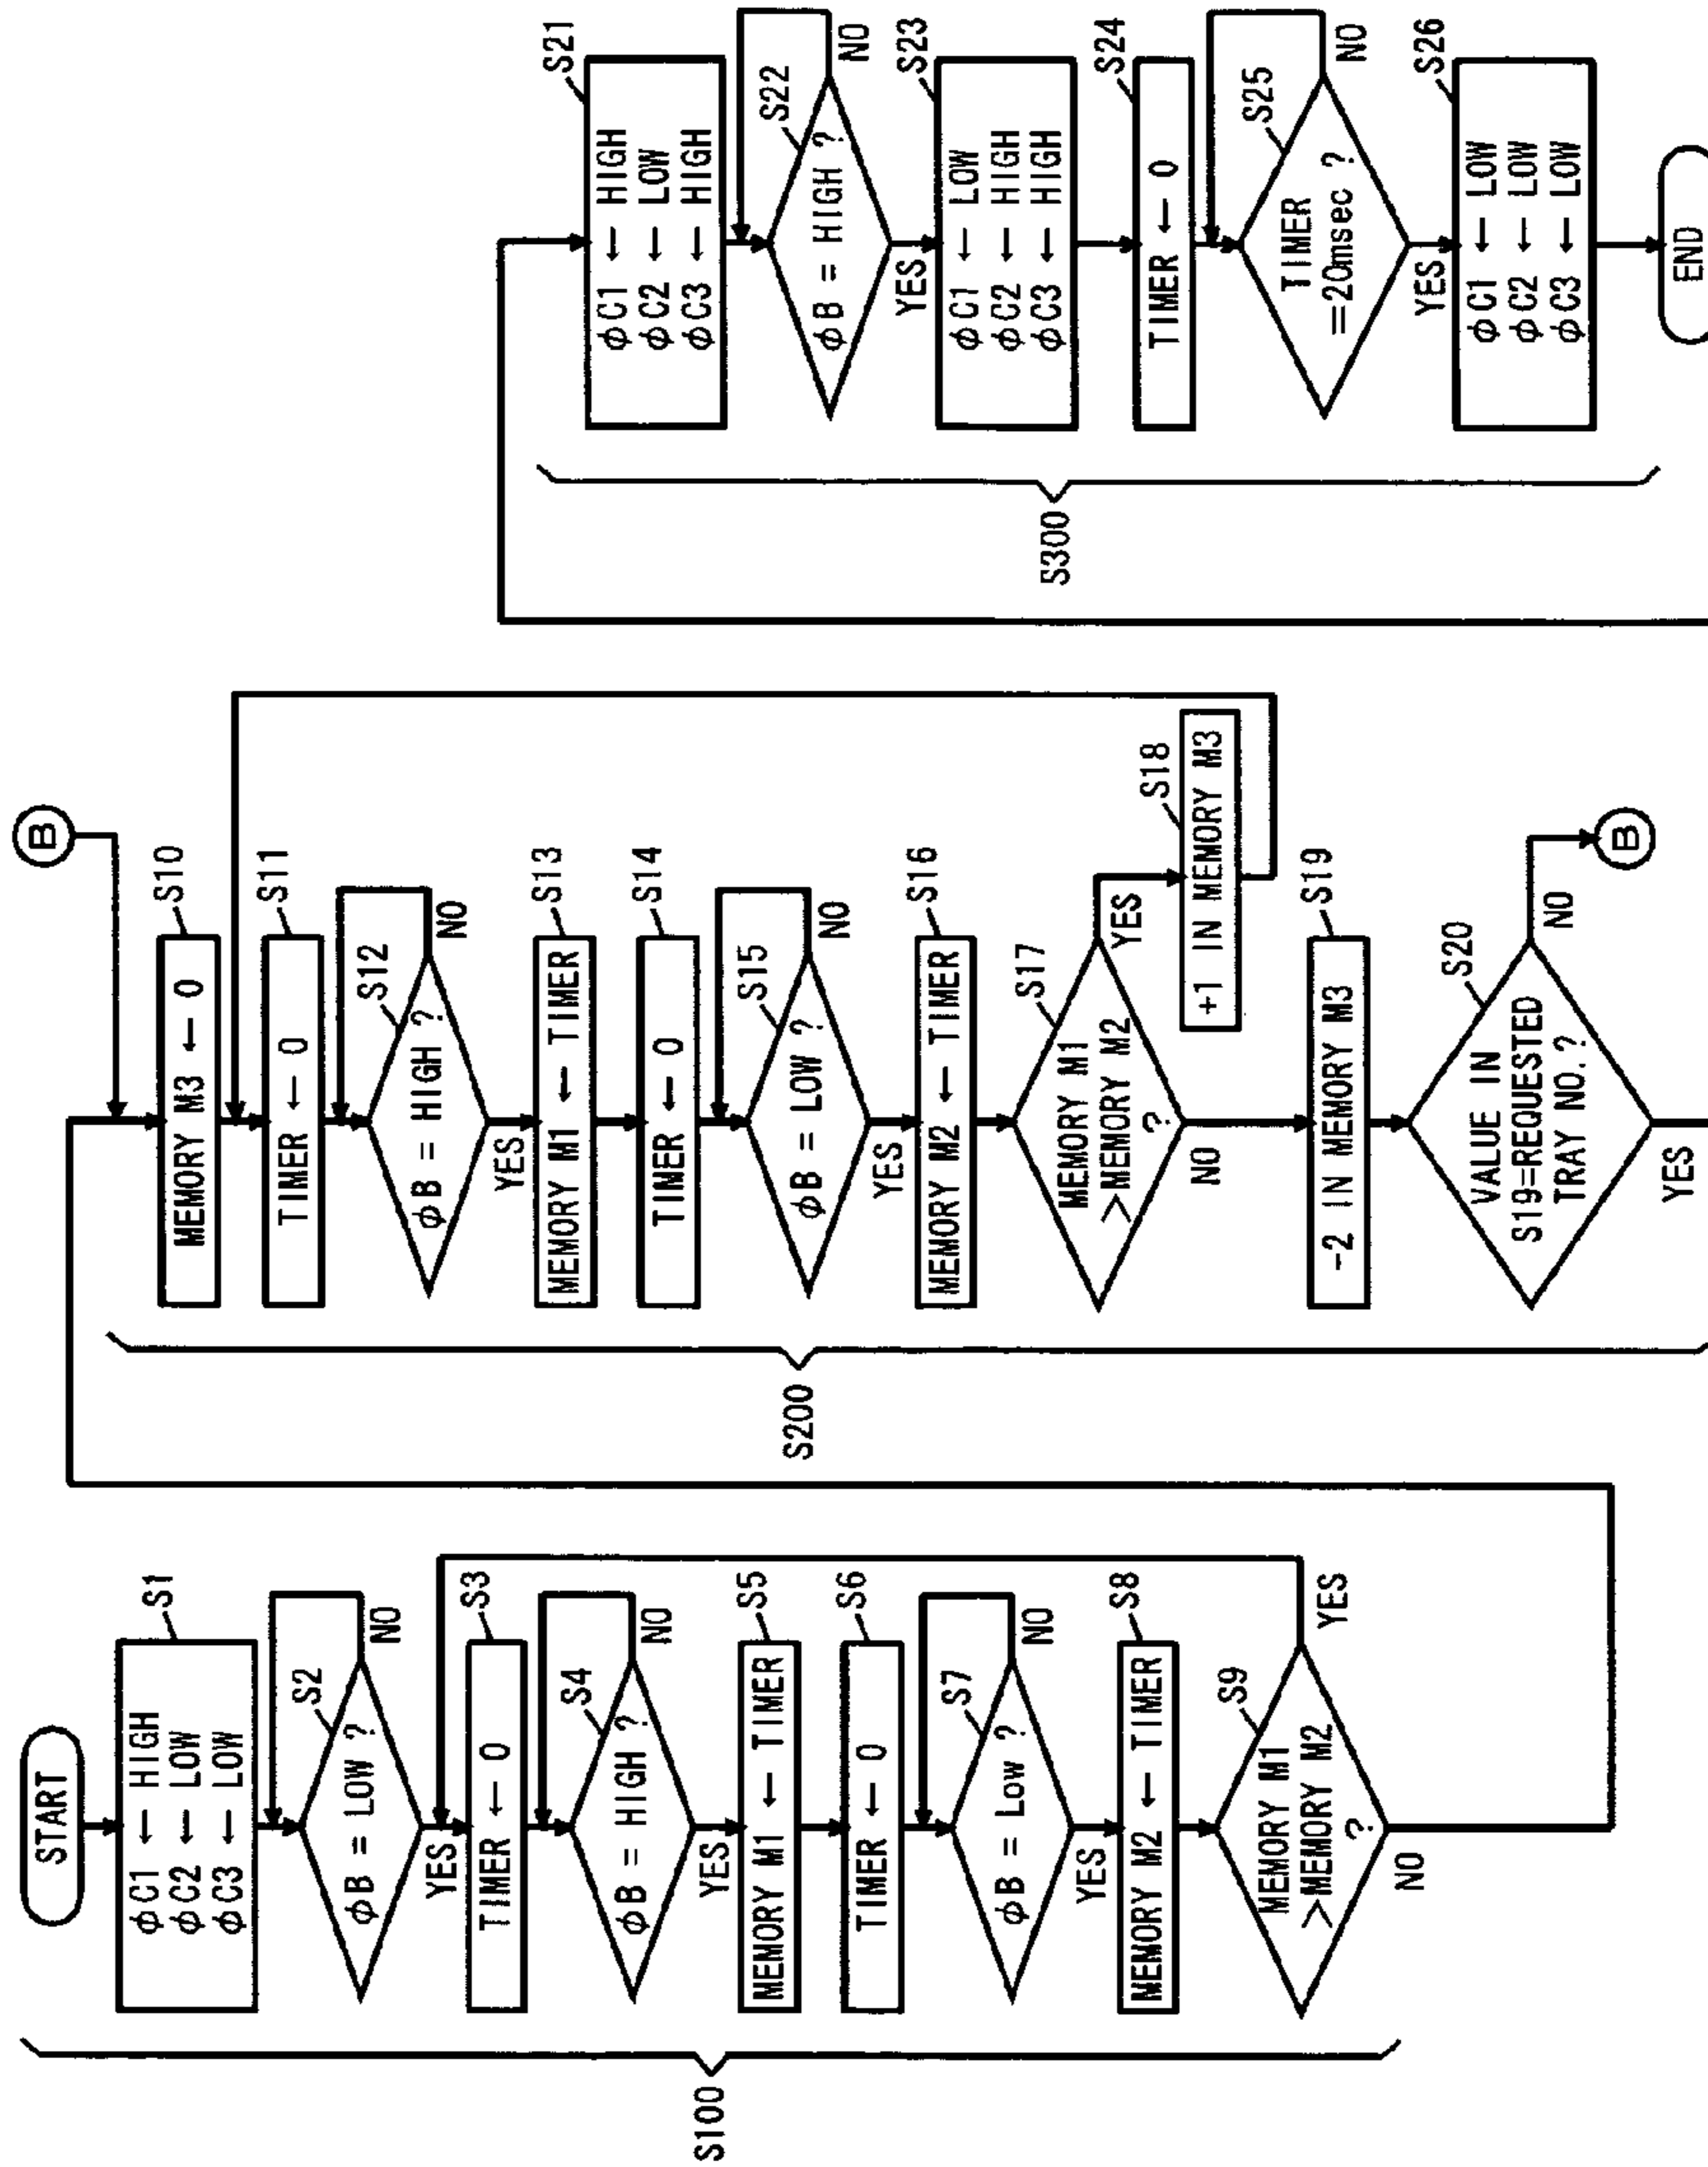 START
S1
φC1 ← HIGH
φC2 ← LOW
φC3 ← LOW
S2
φB = LOW ?
NO
YES
S3
TIMER ← 0
S4
φB = HIGH ?
NO
YES
S5
MEMORY M1 ← TIMER
S6
TIMER ← 0
S7
φB = Low ?
NO
YES
S8
MEMORY M2 ← TIMER
S9
MEMORY M1
>MEMORY M2
?
YES
NO
S100
B
S10
MEMORY M3 ← 0
S11
TIMER ← 0
S12
φB = HIGH ?
NO
YES
S13
MEMORY M1 ← TIMER
S14
TIMER ← 0
S15
φB = LOW ?
NO
YES
S16
MEMORY M2 ← TIMER
S17
MEMORY M1
>MEMORY M2
?
YES
S18
+1 IN MEMORY M3
NO
S19
-2 IN MEMORY M3
S20
VALUE IN
S19=REQUESTED
TRAY NO.?
NO
B
YES
S200
S21
φC1 ← HIGH
φC2 ← LOW
φC3 ← HIGH
S22
φB = HIGH ?
NO
YES
S23
φC1 ← LOW
φC2 ← HIGH
φC3 ← HIGH
S24
TIMER ← 0
S25
TIMER
=20msec ?
NO
YES
S26
φC1 ← LOW
φC2 ← LOW
φC3 ← LOW
END
S300